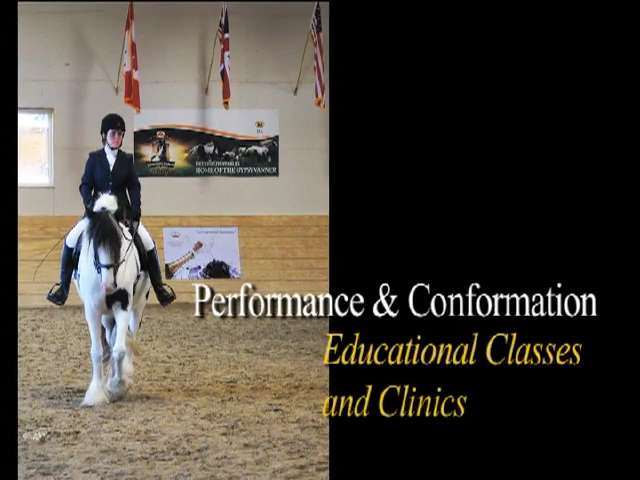 HOME OF THE GYPSY VANNER
Performance & Conformation
Educational Classes
and Clinics